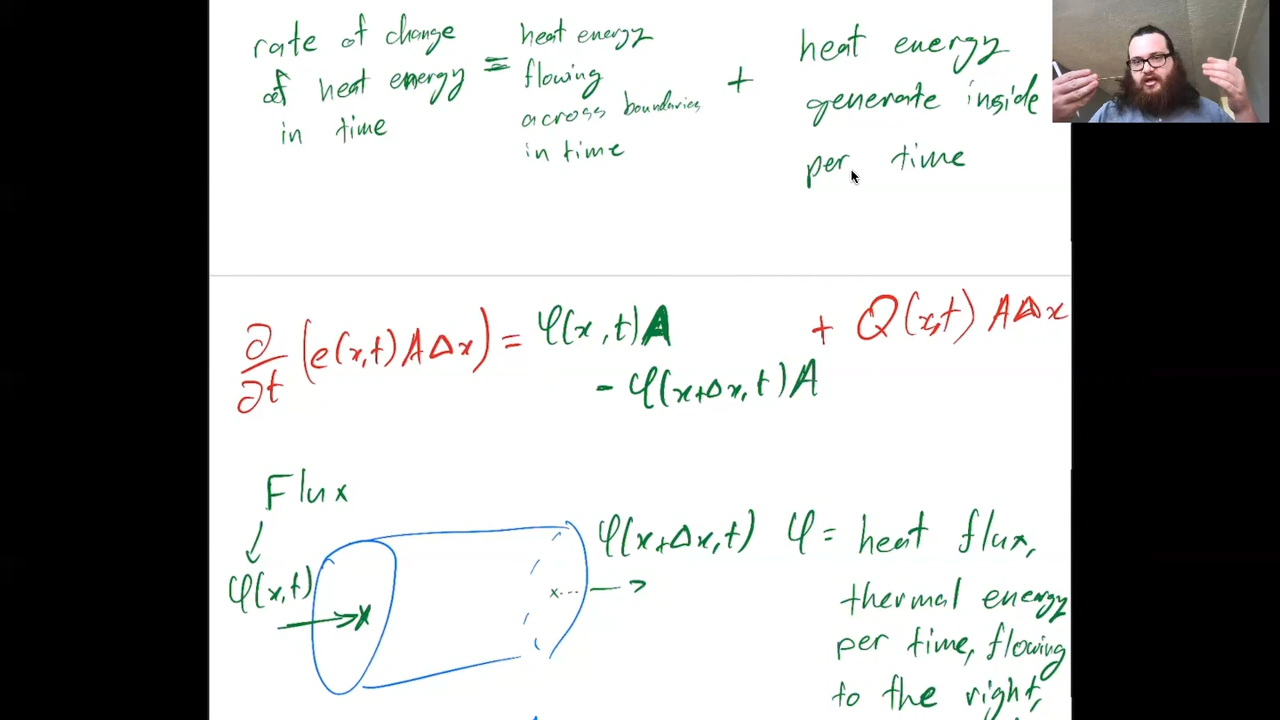 rate of change
of heat energy
in time
=
heat energy
flowing
across boundaries
in time
+
heat energy
generate inside
per time
∂/∂t (e(x,t) A Δx) = φ(x,t)A
- φ(x+Δx,t)A
+ Q(x,t) AΔx
Flux
φ(x,t)
x
x
φ(x+Δx,t)
φ = heat flux,
thermal energy
per time, flowing
to the right,